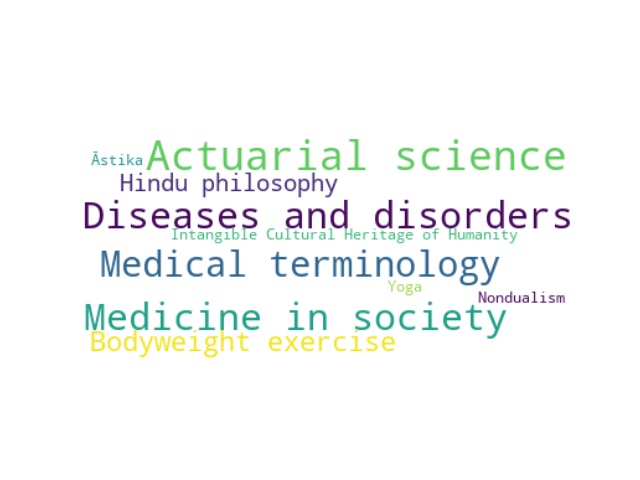 Āstika Actuarial science
Hindu philosophy
Diseases and disorders
Intangible Cultural Heritage of Humanity
Medical terminology
Yoga
Nondualism
Medicine in society
Bodyweight exercise